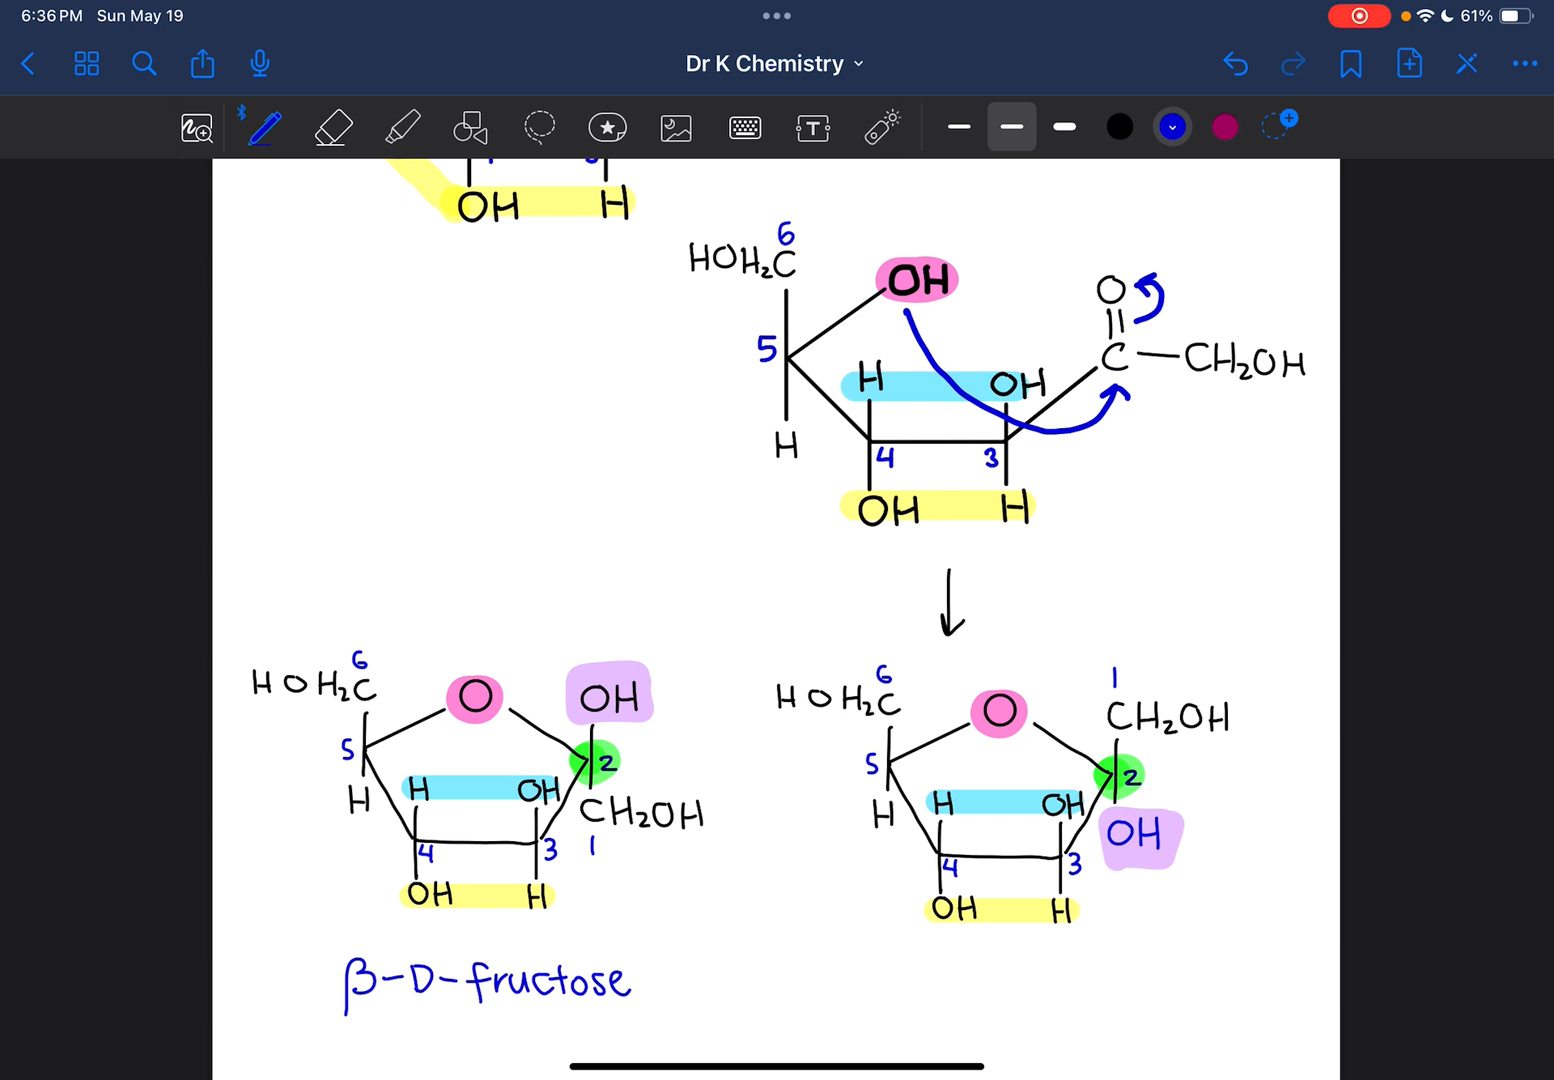 6:36 PM Sun May 19
61%
Dr K Chemistry
T
OH H
6
HOH₂C OH O
5 C CH₂OH
H OH
H 4 3
OH H
6 6 1
HOH₂C O OH HOH₂C O CH₂OH
5 2 5 2
H H OH CH₂OH H H OH OH
4 3 1 4 3
OH H OH H
β-D-fructose